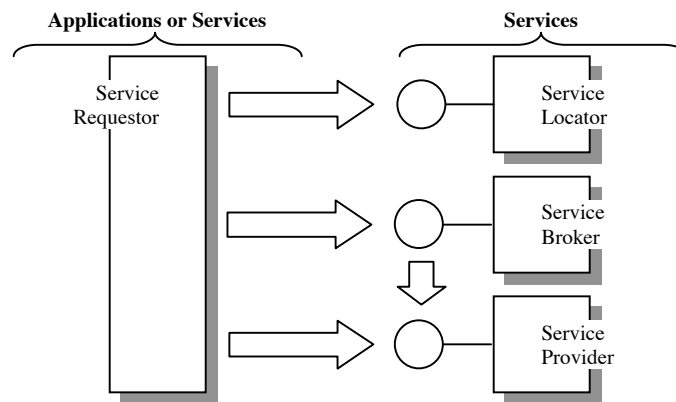 Applications or Services
Services
Service
Requestor
Service
Locator
Service
Broker
Service
Provider